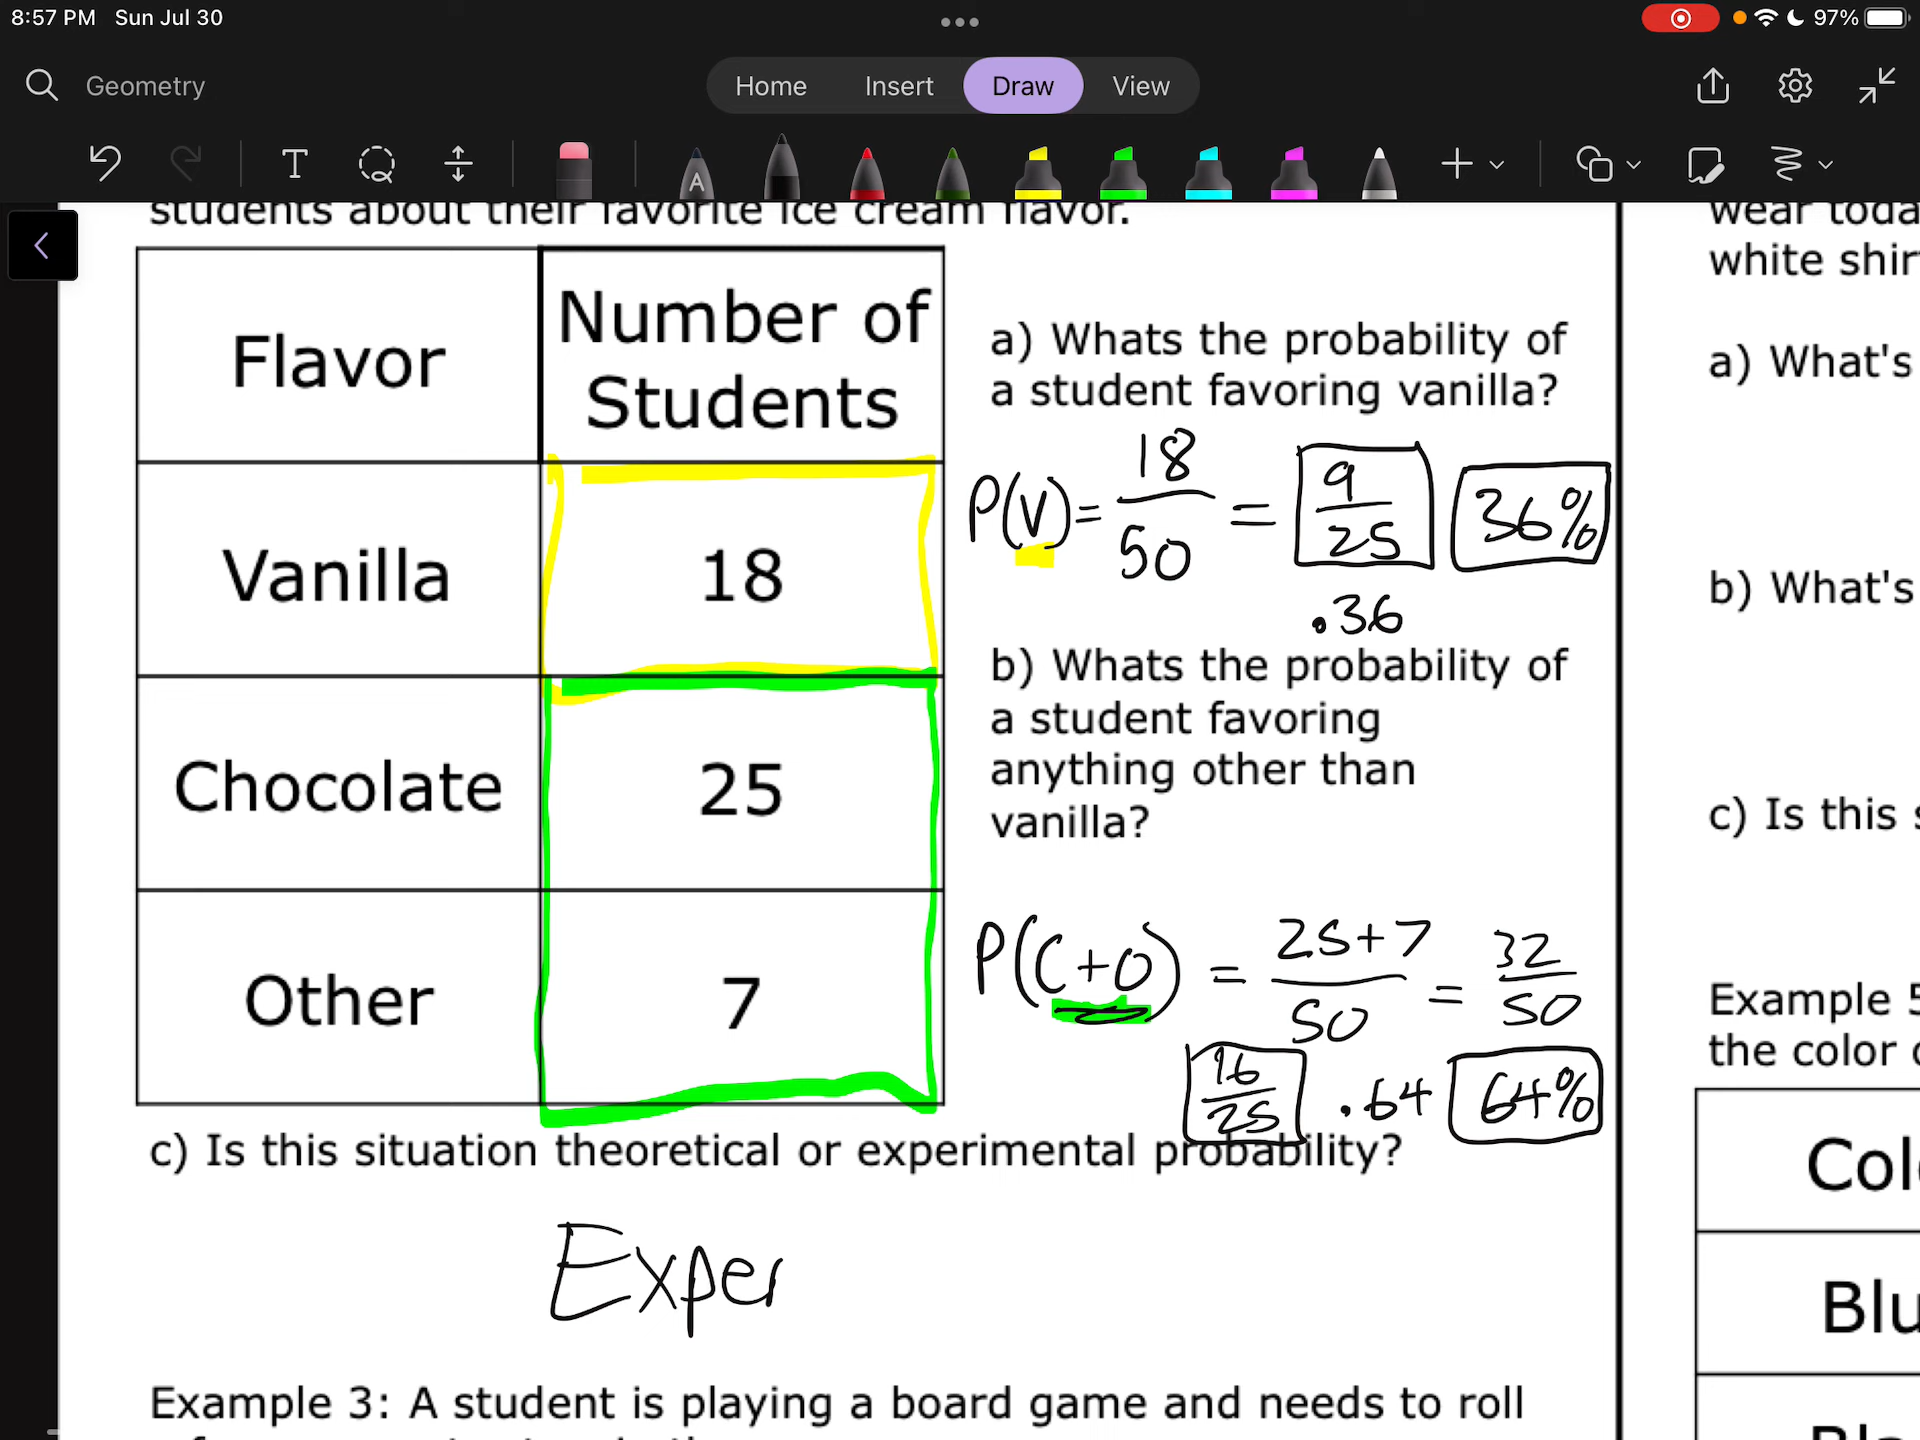 8:57 PM Sun Jul 30
97%
Geometry
Home Insert Draw View
T
A
students about their favorite ice cream flavor.
Flavor
Number of
Students
Vanilla
18
Chocolate
25
Other
7
a) Whats the probability of
a student favoring vanilla?
P(V)= 18/50 = 9/25 36%
.36
b) Whats the probability of
a student favoring
anything other than
vanilla?
P(C+O) = 25+7/50 = 32/50
16/25 .64 64%
c) Is this situation theoretical or experimental probability?
Exper
Example 3: A student is playing a board game and needs to roll
wear toda
white shir
a) What's
b) What's
c) Is this s
Example 5
the color
Col
Blu